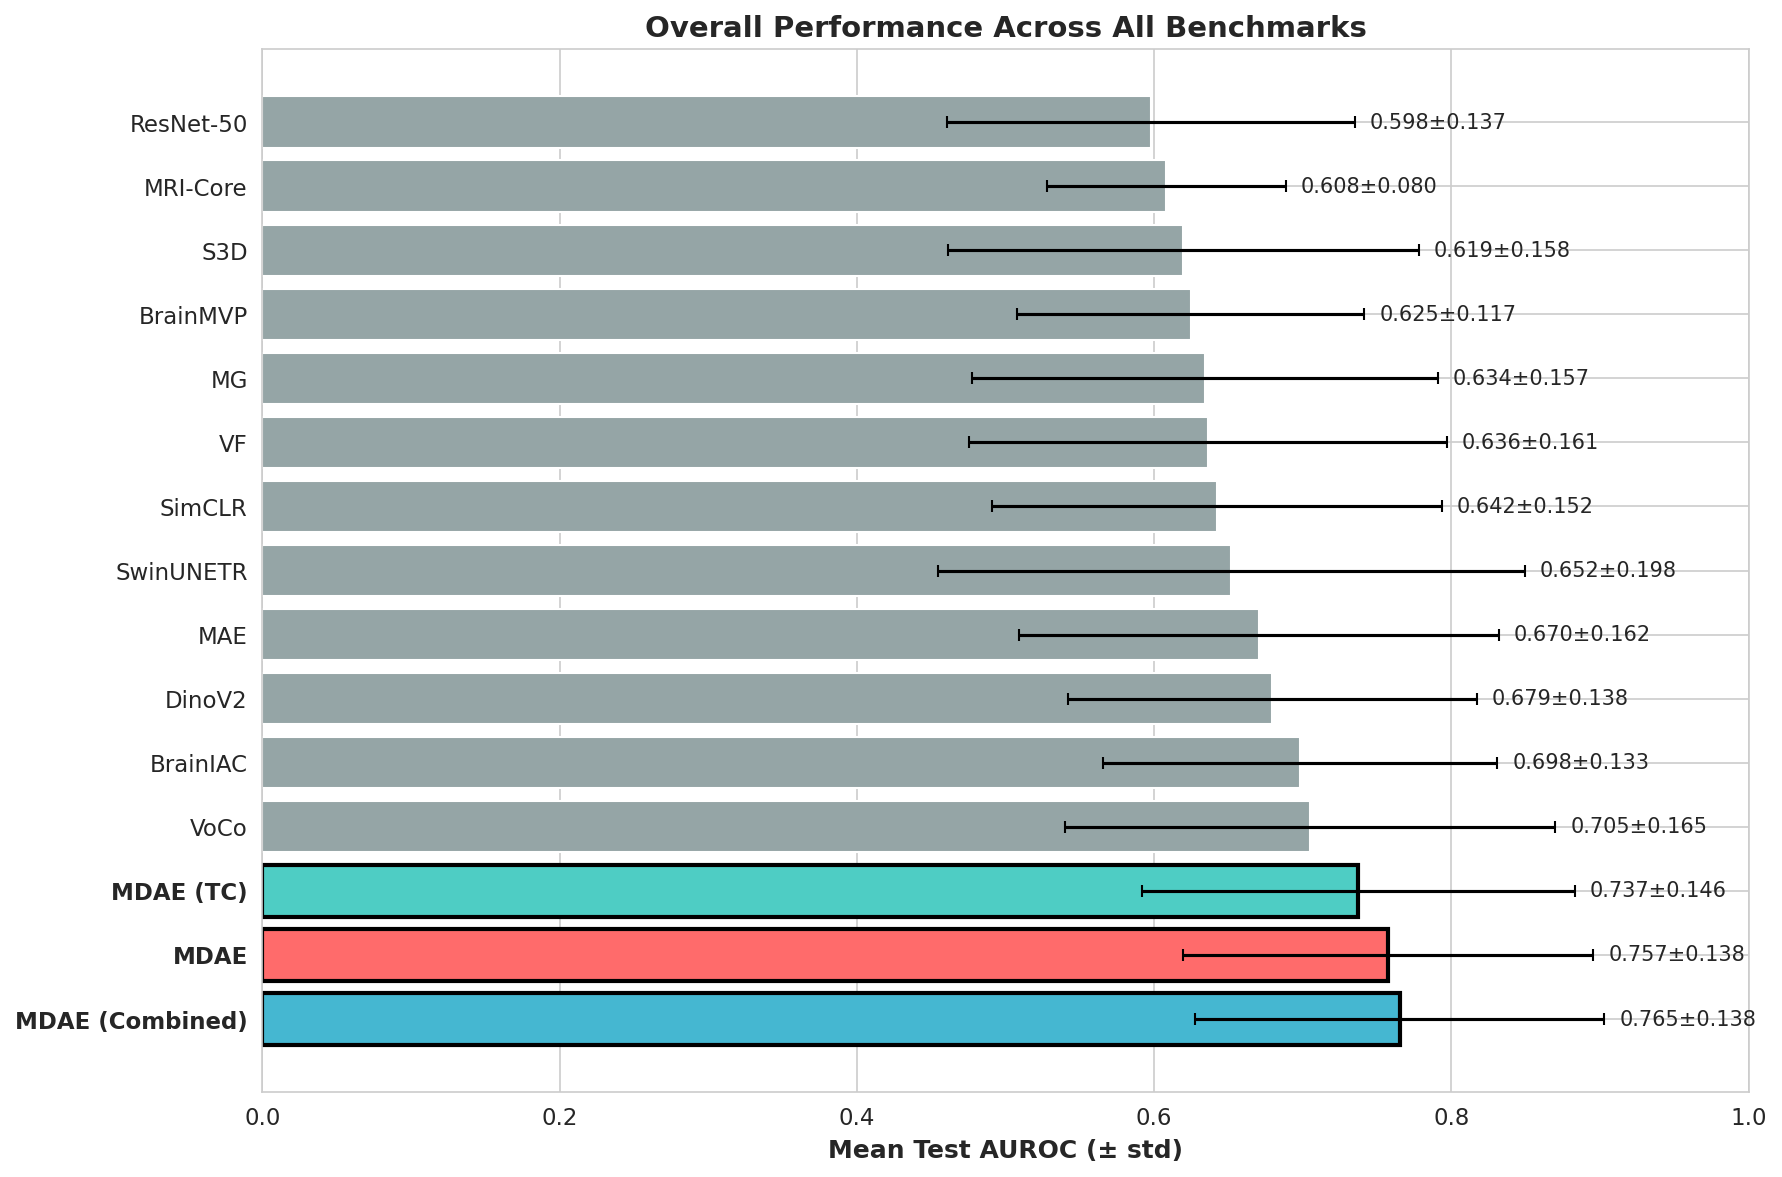 Overall Performance Across All Benchmarks
ResNet-50 0.598±0.137
MRI-Core 0.608±0.080
S3D 0.619±0.158
BrainMVP 0.625±0.117
MG 0.634±0.157
VF 0.636±0.161
SimCLR 0.642±0.152
SwinUNETR 0.652±0.198
MAE 0.670±0.162
DinoV2 0.679±0.138
BrainIAC 0.698±0.133
VoCo 0.705±0.165
MDAE (TC) 0.737±0.146
MDAE 0.757±0.138
MDAE (Combined) 0.765±0.138
0.0 0.2 0.4 0.6 0.8 1.0
Mean Test AUROC (± std)